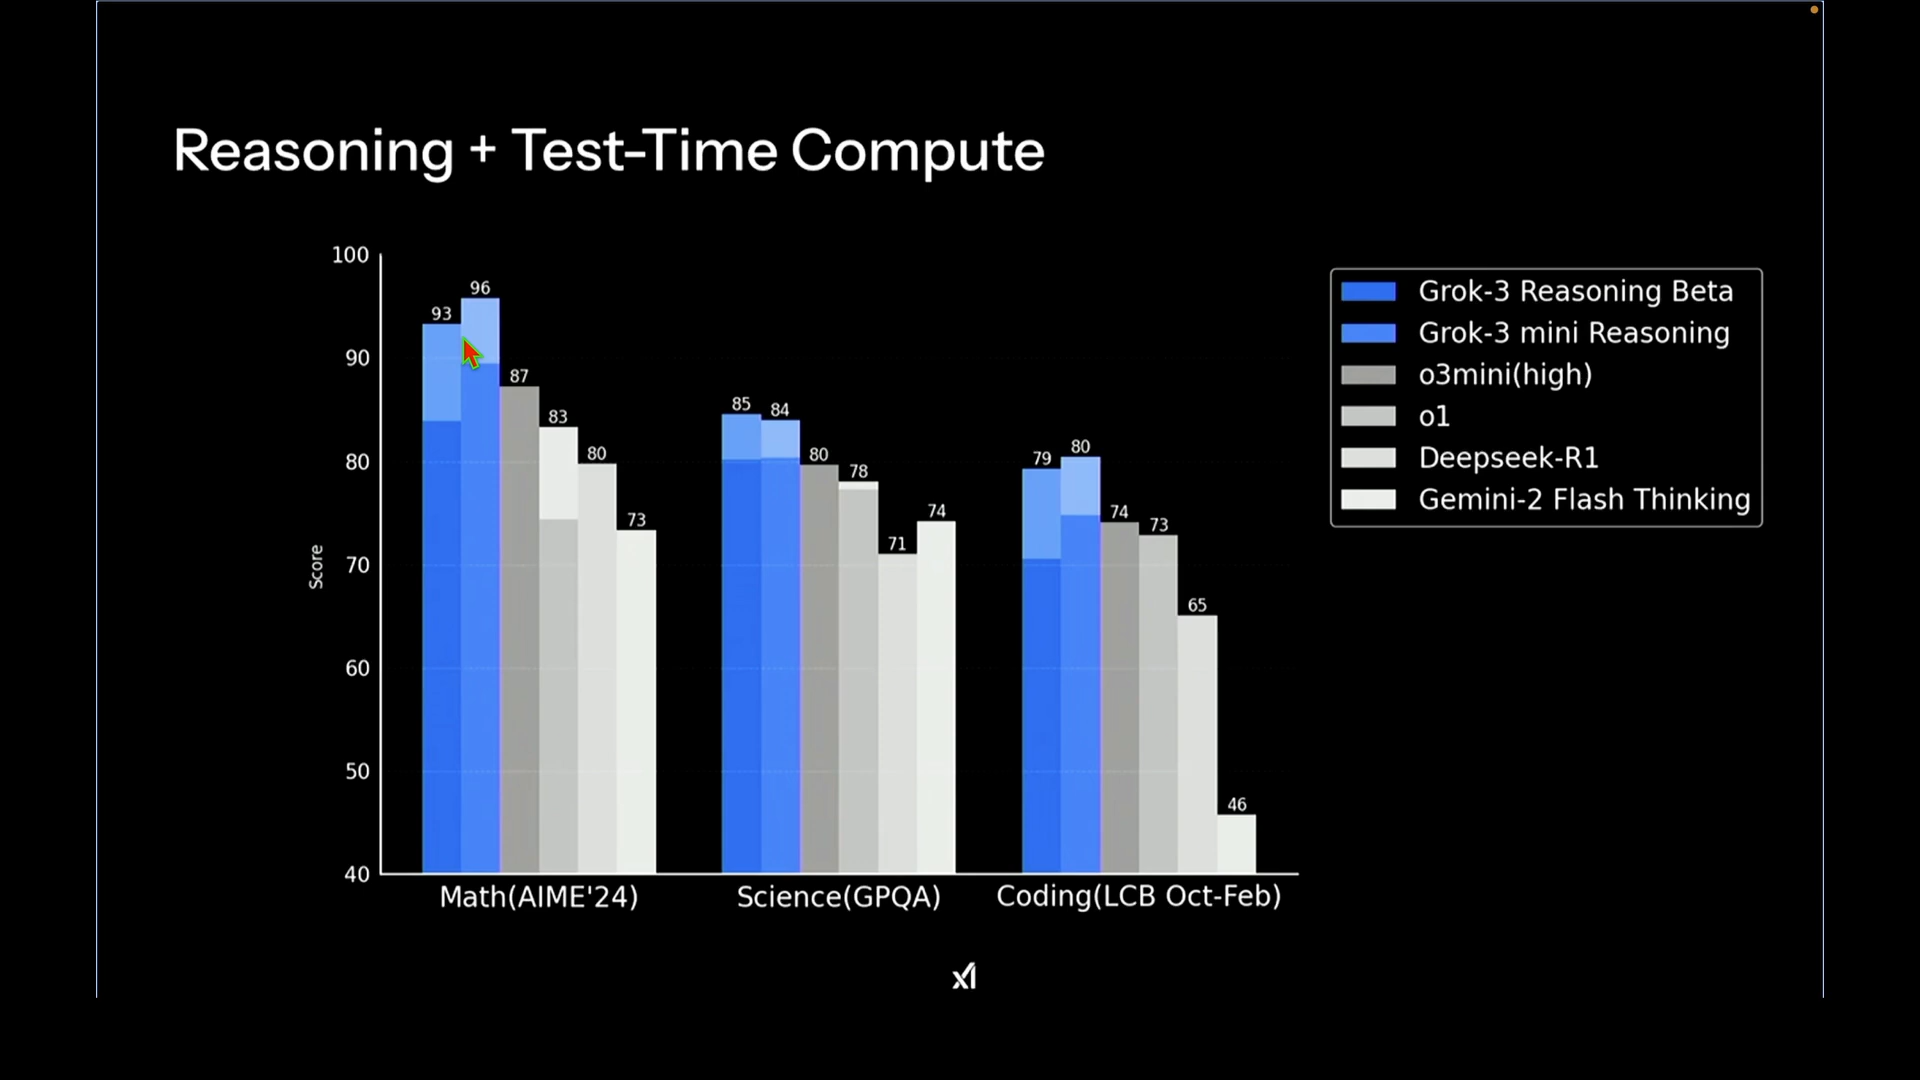 Reasoning + Test-Time Compute
100
90
80
70
60
50
40
Score
93
96
87
83
80
73
85
84
80
78
71
74
79
80
74
73
65
46
Math(AIME'24)
Science(GPQA)
Coding(LCB Oct-Feb)
Grok-3 Reasoning Beta
Grok-3 mini Reasoning
o3mini(high)
o1
Deepseek-R1
Gemini-2 Flash Thinking
xI